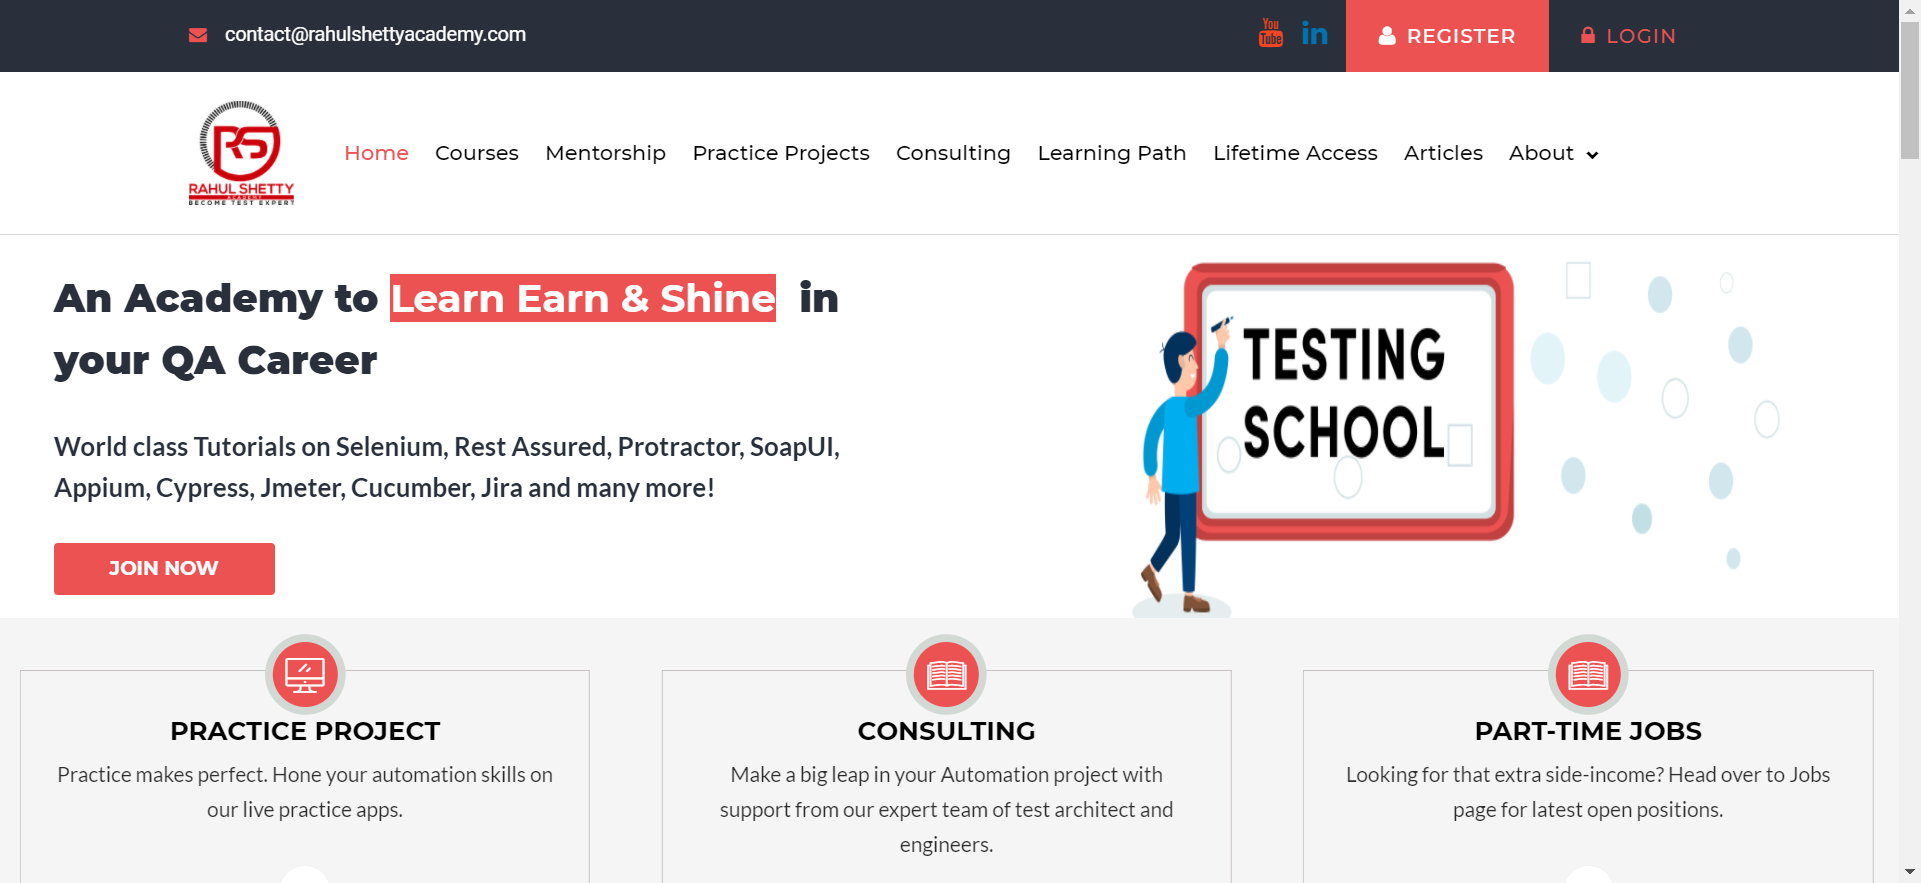 contact@rahulshettyacademy.com
You
Tube
in
REGISTER
LOGIN
RS
RAHUL SHETTY
ACADEMY
BECOME TEST EXPERT
Home
Courses
Mentorship
Practice Projects
Consulting
Learning Path
Lifetime Access
Articles
About
An Academy to Learn Earn & Shine in
your QA Career
World class Tutorials on Selenium, Rest Assured, Protractor, SoapUI,
Appium, Cypress, Jmeter, Cucumber, Jira and many more!
JOIN NOW
TESTING
SCHOOL
PRACTICE PROJECT
Practice makes perfect. Hone your automation skills on
our live practice apps.
CONSULTING
Make a big leap in your Automation project with
support from our expert team of test architect and
engineers.
PART-TIME JOBS
Looking for that extra side-income? Head over to Jobs
page for latest open positions.